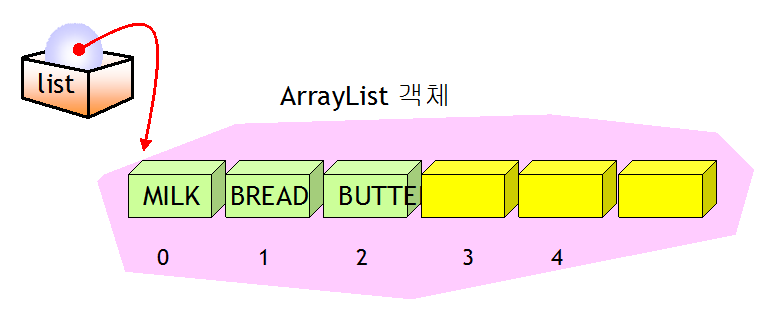 list
ArrayList 객체
MILK BREAD BUTTE
0 1 2 3 4